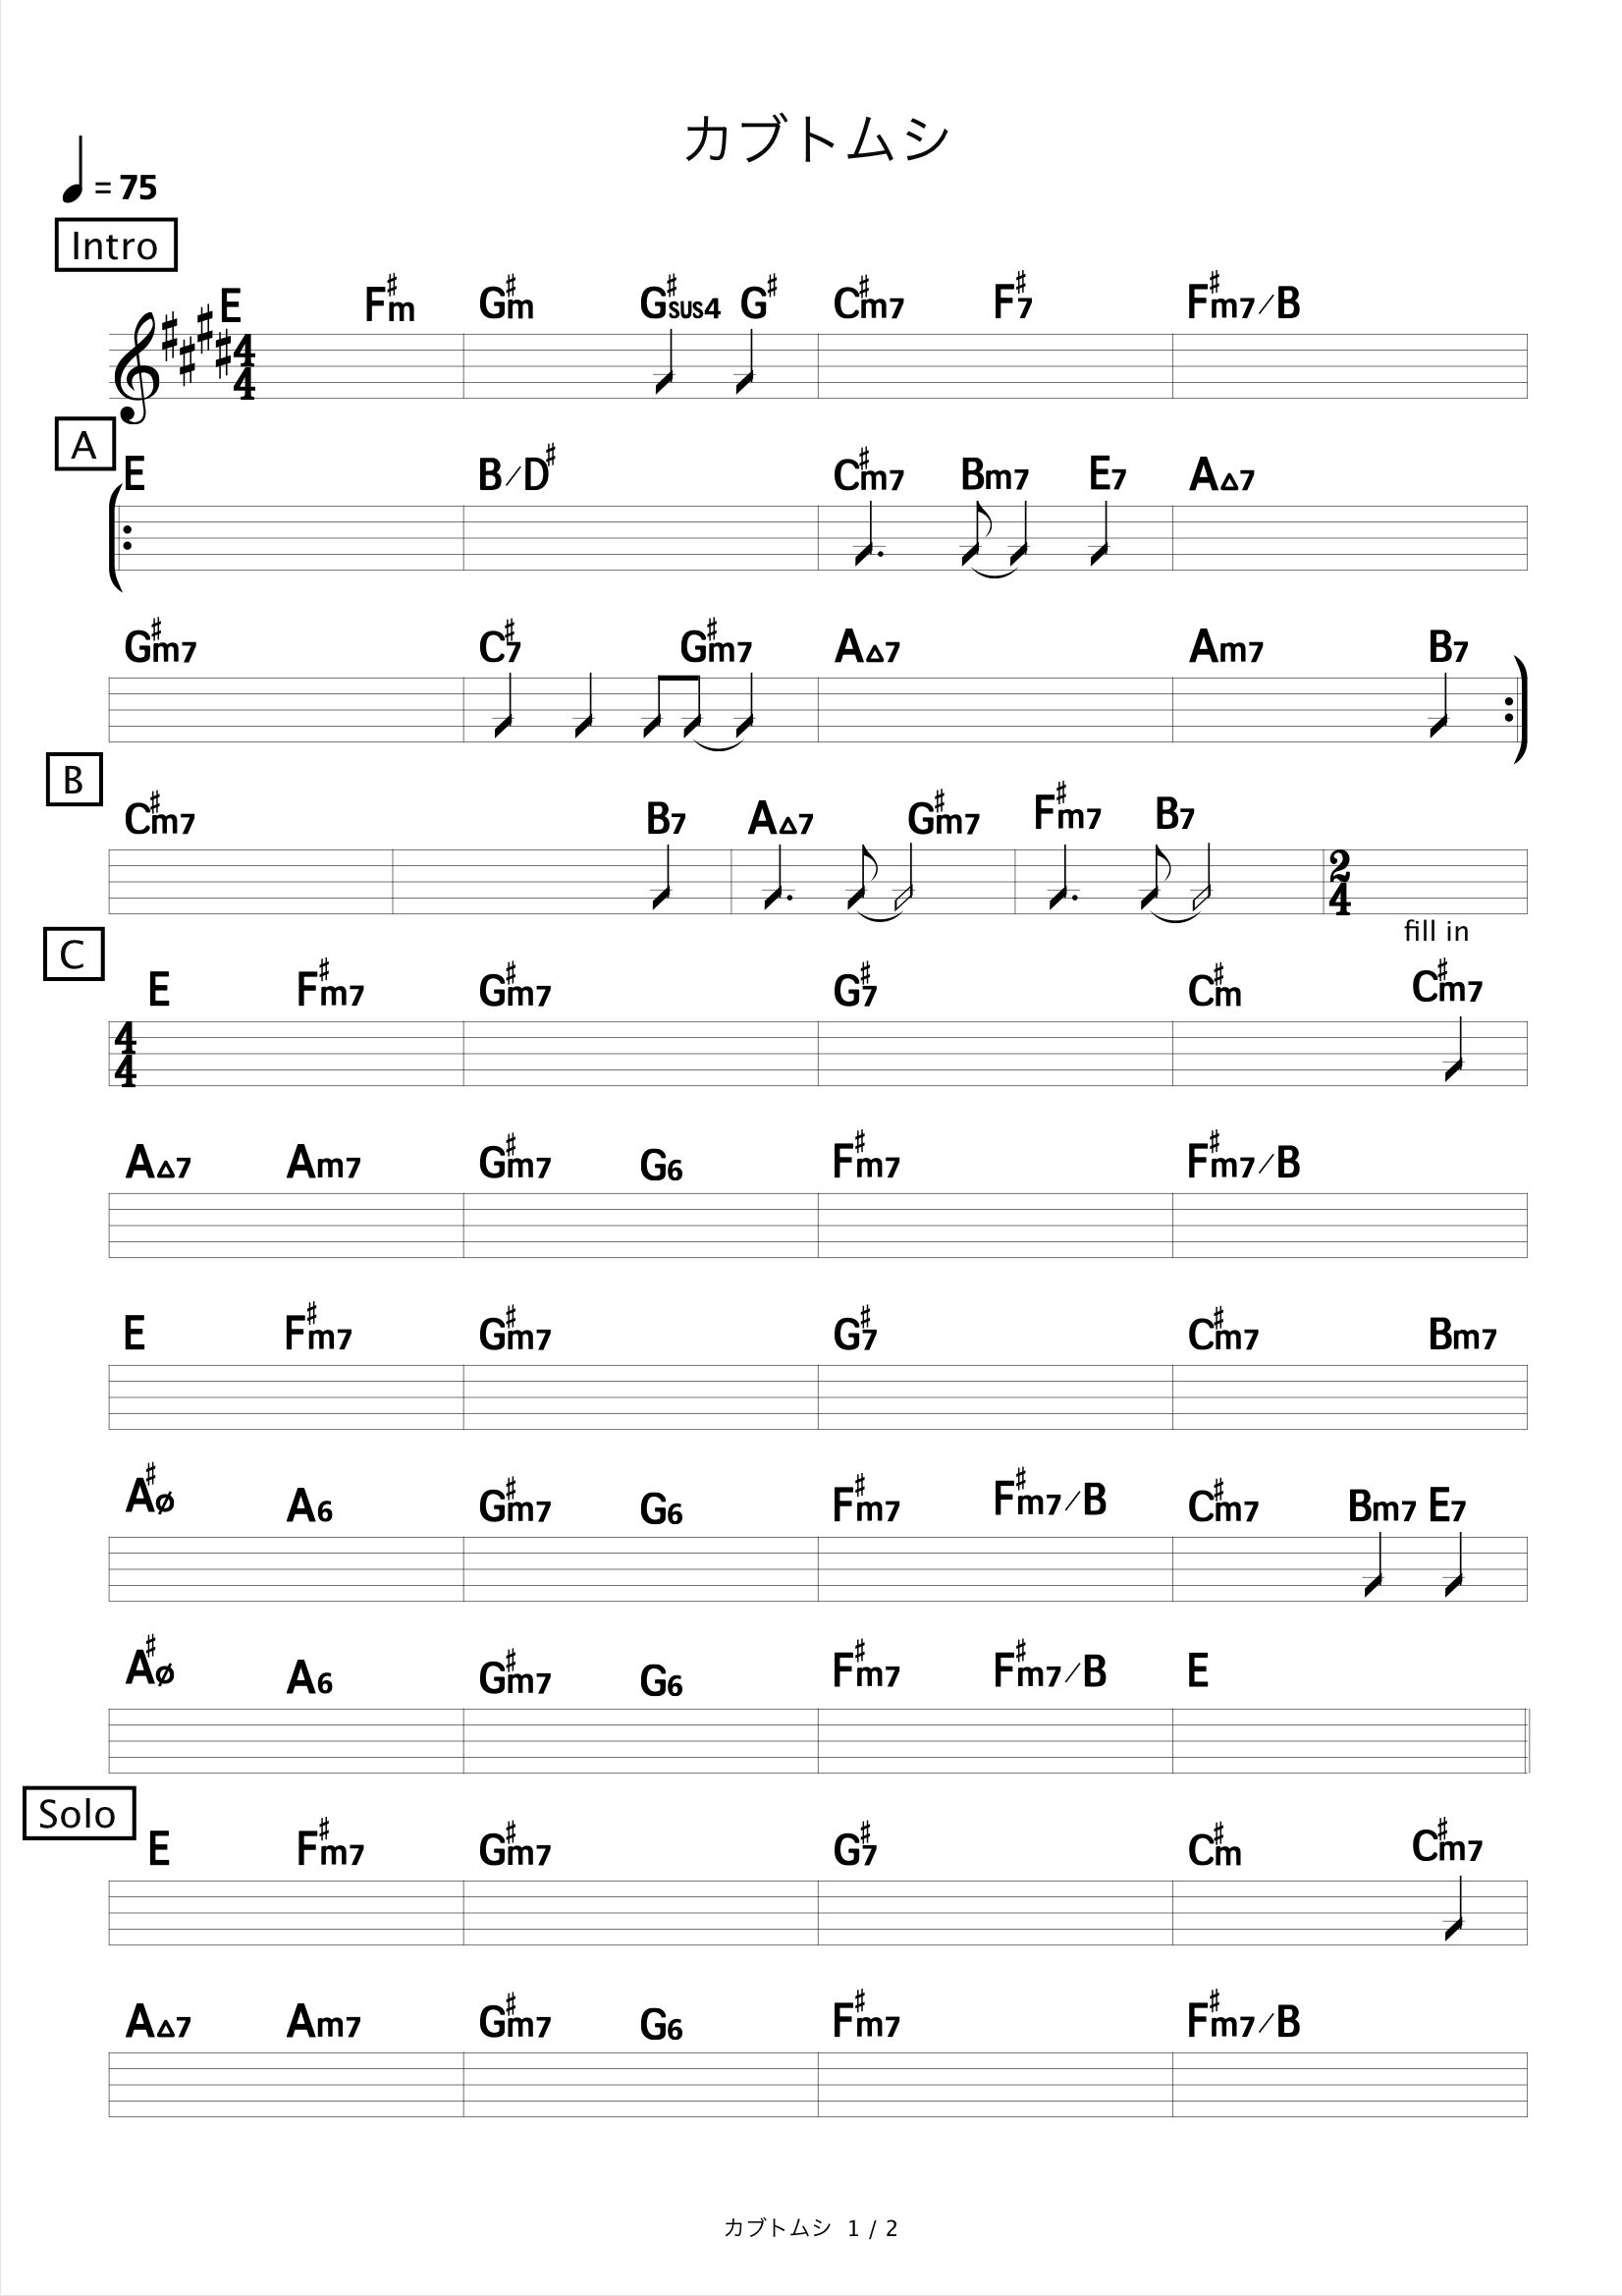 カブトムシ
♩ = 75
Intro
E F♯m G♯m G♯sus4 G♯ C♯m7 F♯7 F♯m7/B
4/4
A
E B/D♯ C♯m7 Bm7 E7 A△7
G♯m7 C♯7 G♯m7 A△7 Am7 B7
B
C♯m7 B7 A△7 G♯m7 F♯m7 B7
2/4
fill in
C
E F♯m7 G♯m7 G♯7 C♯m C♯m7
4/4
A△7 Am7 G♯m7 G6 F♯m7 F♯m7/B
E F♯m7 G♯m7 G♯7 C♯m7 Bm7
A♯ø A6 G♯m7 G6 F♯m7 F♯m7/B C♯m7 Bm7 E7
A♯ø A6 G♯m7 G6 F♯m7 F♯m7/B E
Solo
E F♯m7 G♯m7 G♯7 C♯m C♯m7
A△7 Am7 G♯m7 G6 F♯m7 F♯m7/B
カブトムシ 1 / 2